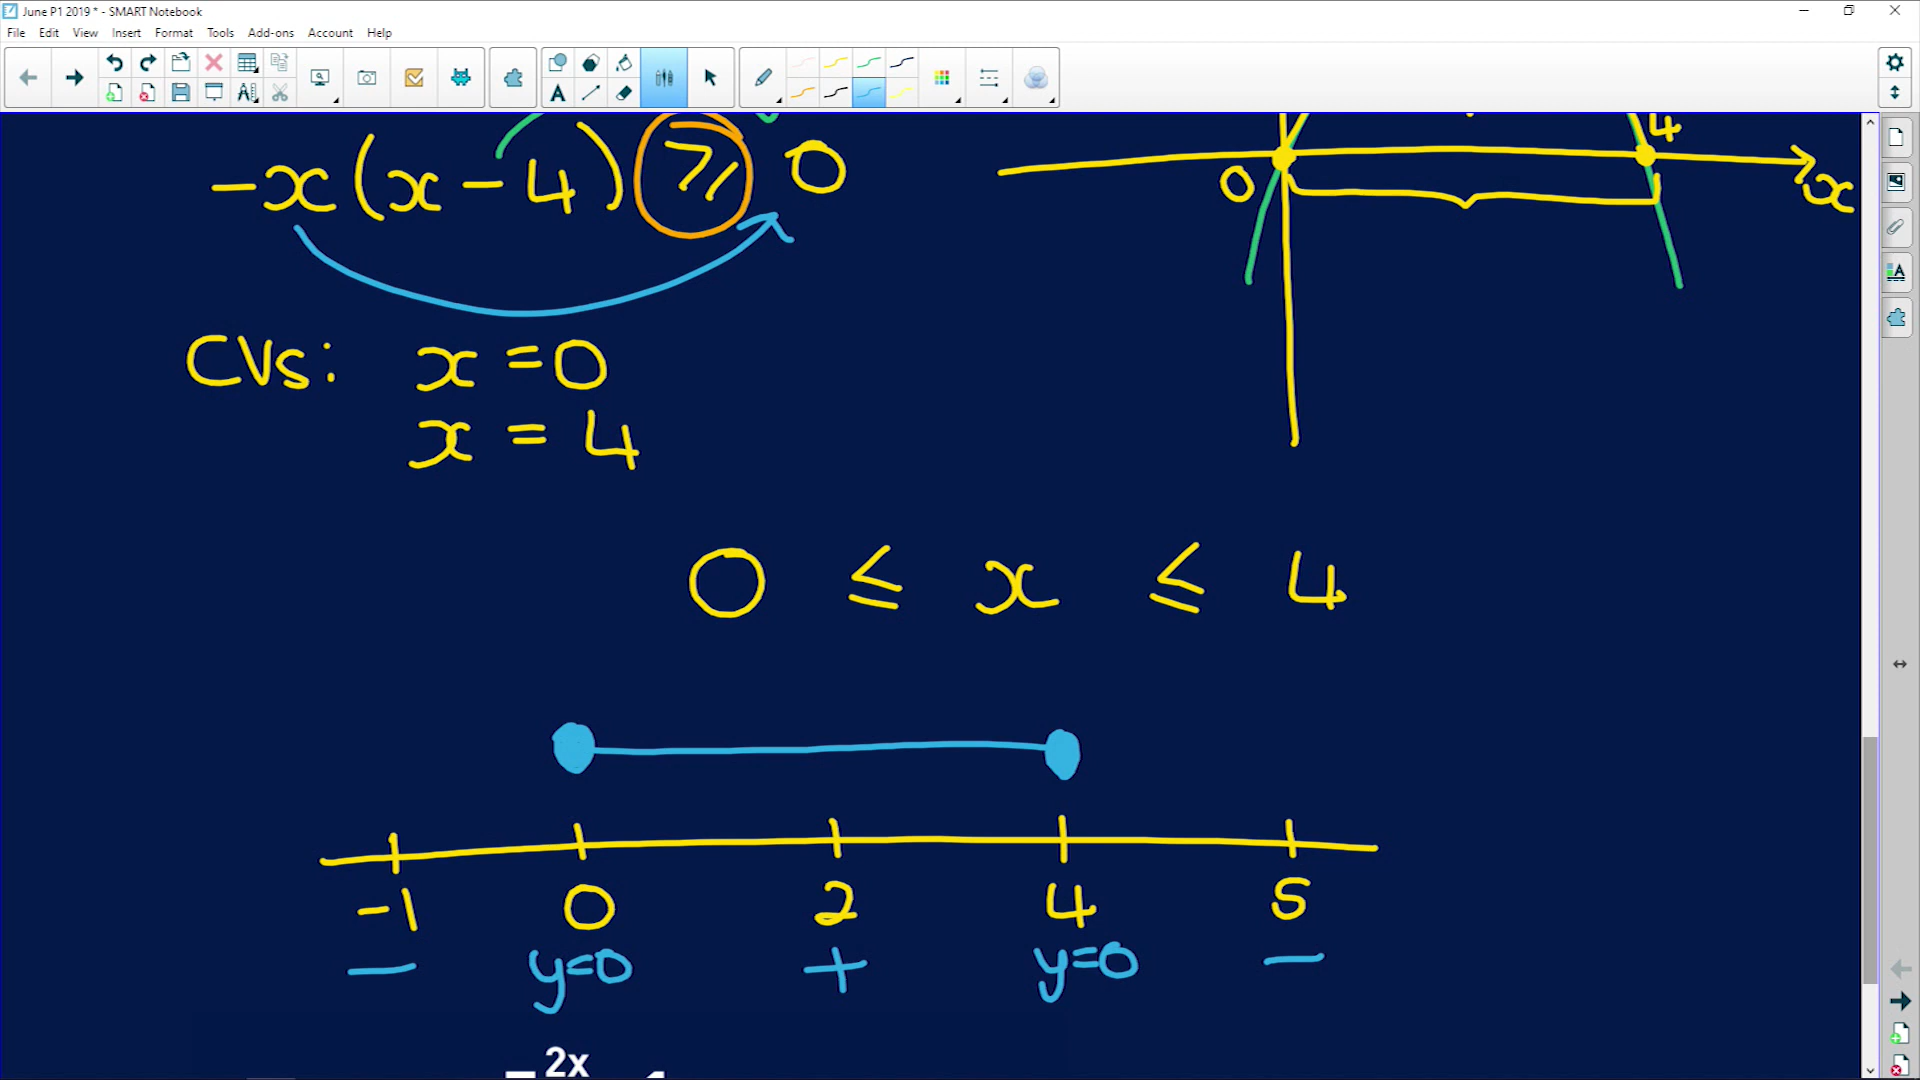 June P1 2019 * - SMART Notebook
File Edit View Insert Format Tools Add-ons Account Help
-x(x-4) ⩾ 0
4
0
x
CVs: x = 0
x = 4
0 ≤ x ≤ 4
-1 0 2 4 5
— y=0 + y=0 —
2x